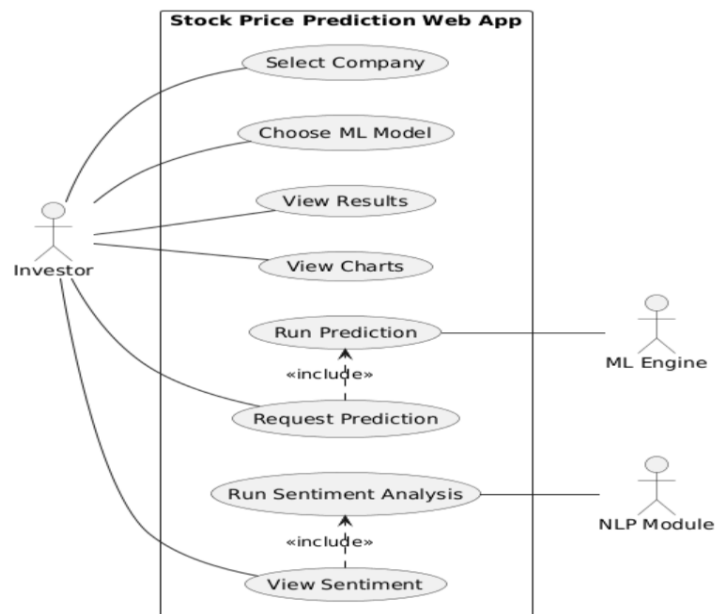 Stock Price Prediction Web App
Select Company
Choose ML Model
View Results
Investor
View Charts
Run Prediction
ML Engine
«include»
Request Prediction
Run Sentiment Analysis
NLP Module
«include»
View Sentiment